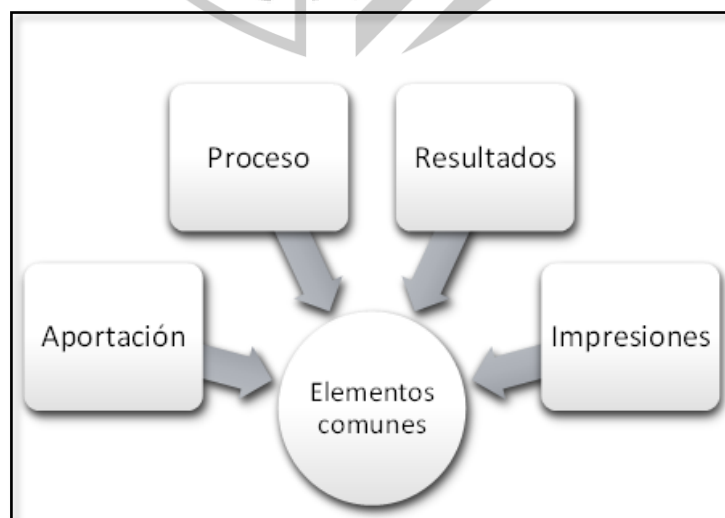 Proceso
Resultados
Aportación
Impresiones
Elementos
comunes